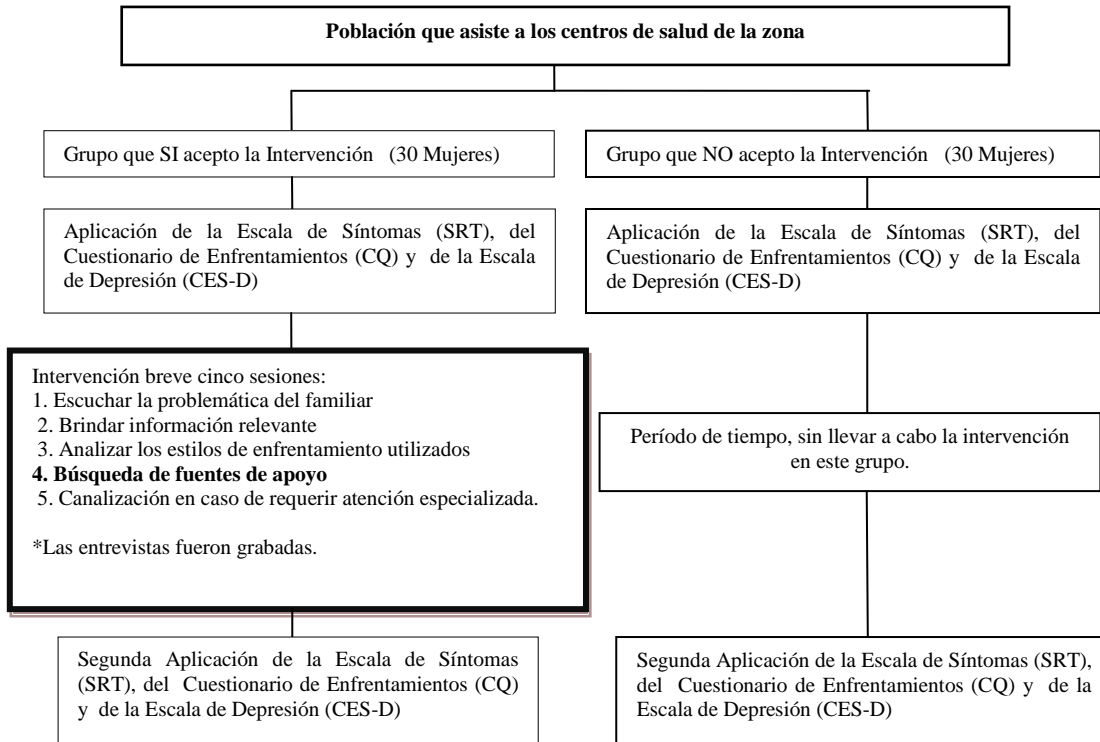 Población que asiste a los centros de salud de la zona
Grupo que SI acepto la Intervención (30 Mujeres)
Grupo que NO acepto la Intervención (30 Mujeres)
Aplicación de la Escala de Síntomas (SRT), del
Cuestionario de Enfrentamientos (CQ) y de la Escala
de Depresión (CES-D)
Aplicación de la Escala de Síntomas (SRT), del
Cuestionario de Enfrentamientos (CQ) y de la Escala
de Depresión (CES-D)
Intervención breve cinco sesiones:
1. Escuchar la problemática del familiar
2. Brindar información relevante
3. Analizar los estilos de enfrentamiento utilizados
4. Búsqueda de fuentes de apoyo
5. Canalización en caso de requerir atención especializada.
*Las entrevistas fueron grabadas.
Período de tiempo, sin llevar a cabo la intervención
en este grupo.
Segunda Aplicación de la Escala de Síntomas
(SRT), del Cuestionario de Enfrentamientos (CQ)
y de la Escala de Depresión (CES-D)
Segunda Aplicación de la Escala de Síntomas (SRT),
del Cuestionario de Enfrentamientos (CQ) y de la
Escala de Depresión (CES-D)